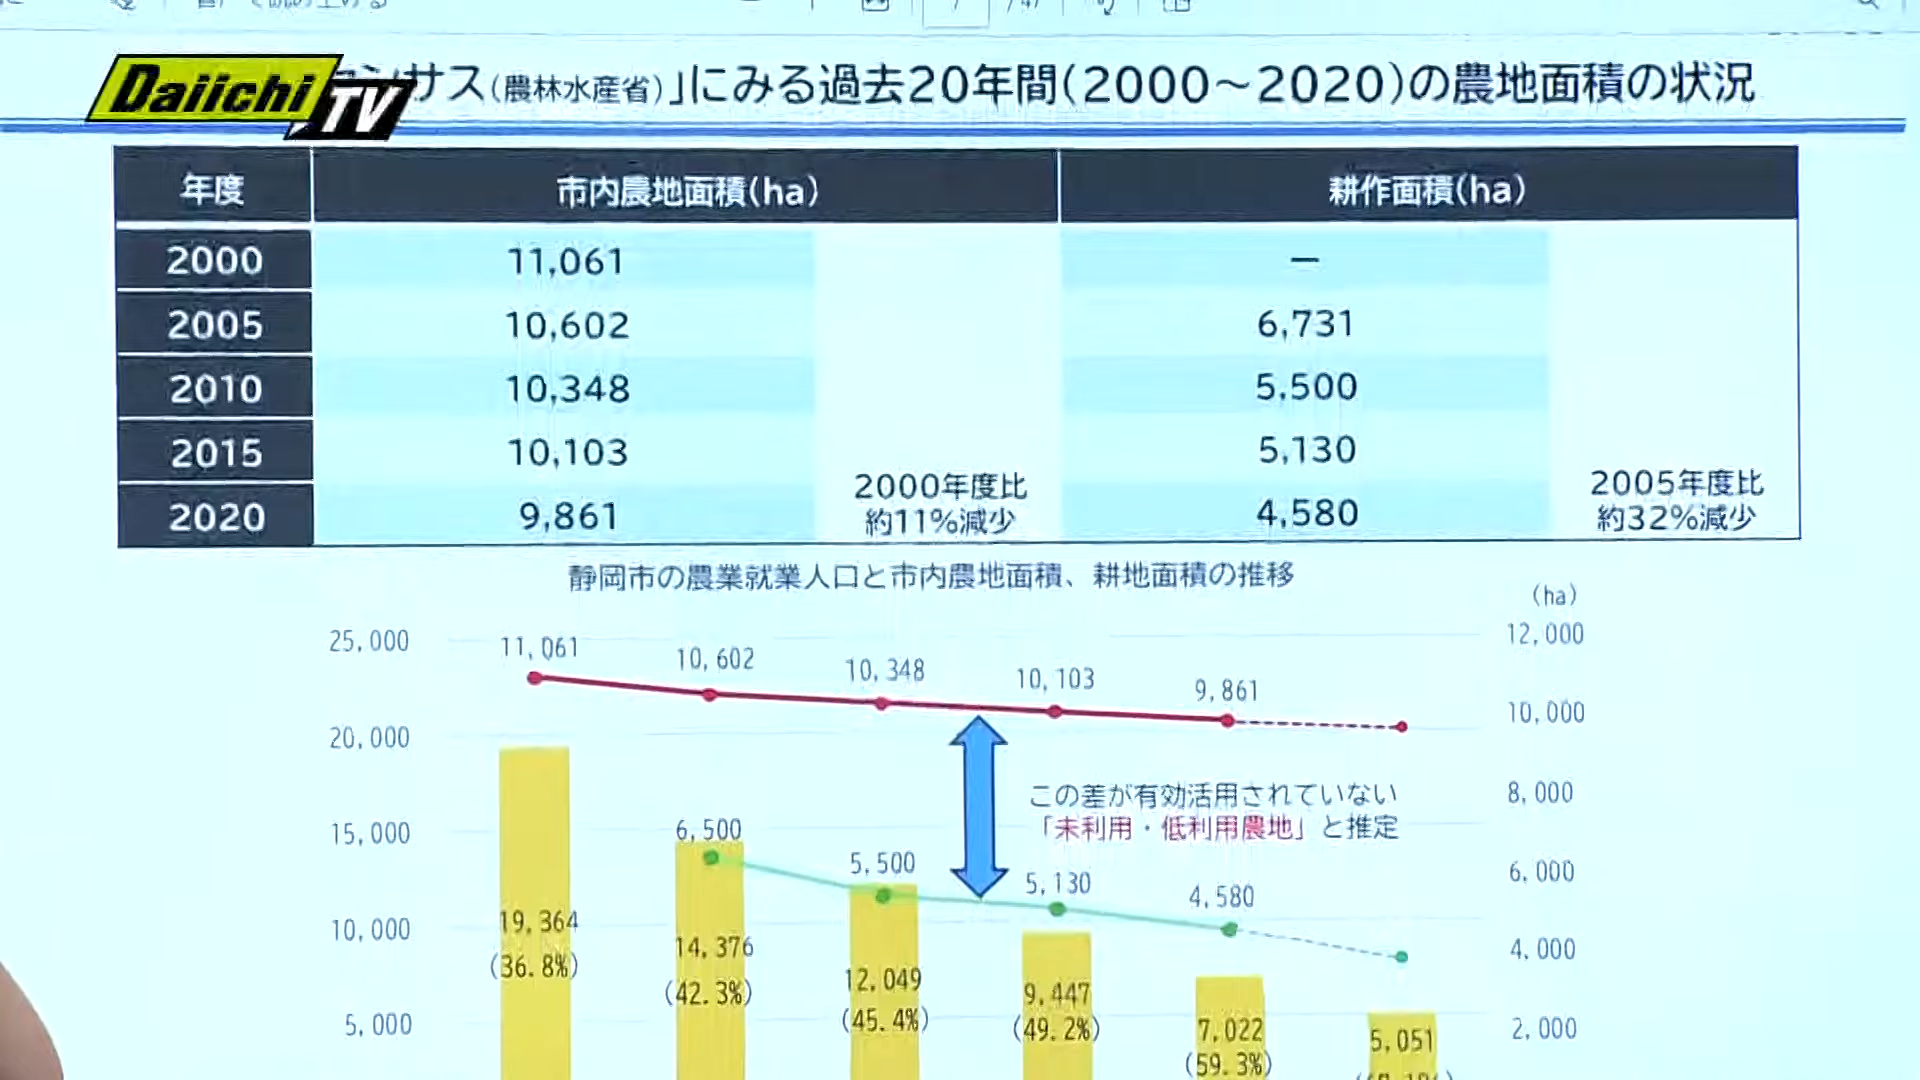 Daiichi TV
ンサス(農林水産省)」にみる過去20年間(2000～2020)の農地面積の状況
年度 市内農地面積(ha) 耕作面積(ha)
2000 11,061 ー
2005 10,602 6,731
2010 10,348 5,500
2015 10,103 5,130
2020 9,861 2000年度比 約11%減少 4,580 2005年度比 約32%減少
静岡市の農業就業人口と市内農地面積、耕地面積の推移
(ha)
25,000
20,000
15,000
10,000
5,000
12,000
10,000
8,000
6,000
4,000
2,000
11,061
10,602
10,348
10,103
9,861
6,500
5,500
5,130
4,580
この差が有効活用されていない
「未利用・低利用農地」と推定
19,364
(36.8%)
14,376
(42.3%)
12,049
(45.4%)
9,447
(49.2%)
7,022
(59.3%)
5,051